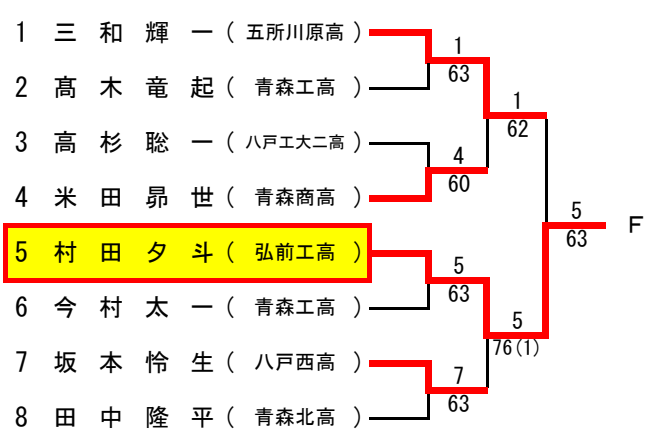 1 三 和 輝 一 ( 五所川原高 )
2 髙 木 竜 起 ( 青森工高 )
3 高 杉 聡 一 ( 八戸工大二高 )
4 米 田 昴 世 ( 青森商高 )
5 村 田 夕 斗 ( 弘前工高 )
6 今 村 太 一 ( 青森工高 )
7 坂 本 怜 生 ( 八戸西高 )
8 田 中 隆 平 ( 青森北高 )
1
63
4
60
5
63
7
63
1
62
5
76(1)
5
63
F